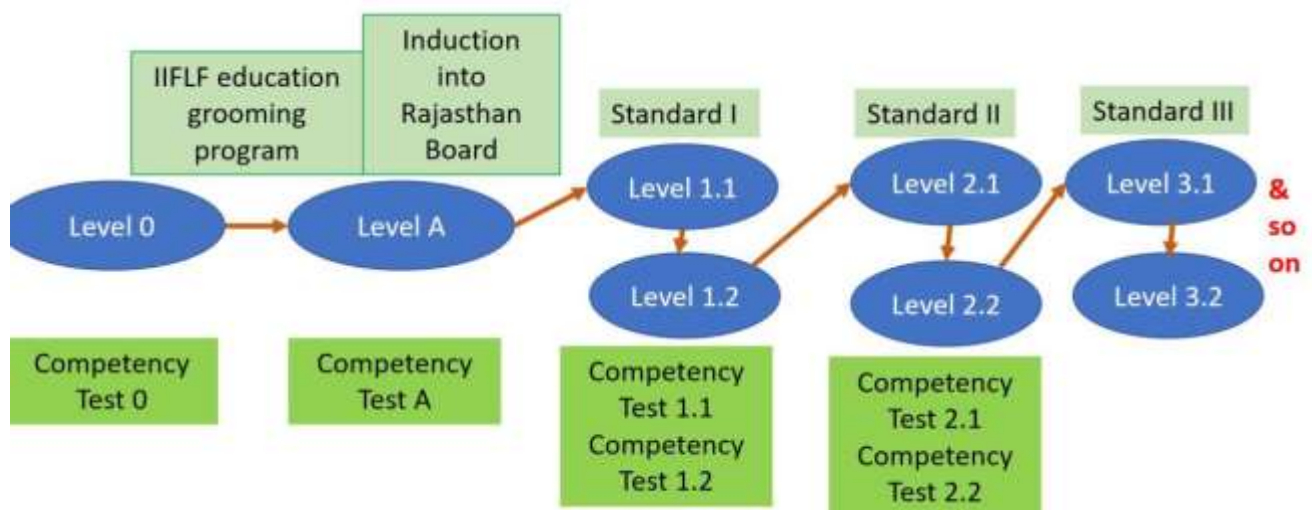 IIFLF education
grooming
program
Induction
into
Rajasthan
Board
Standard I
Standard II
Standard III
Level 0
Level A
Level 1.1
Level 2.1
Level 3.1
&
so
on
Level 1.2
Level 2.2
Level 3.2
Competency
Test 0
Competency
Test A
Competency
Test 1.1
Competency
Test 1.2
Competency
Test 2.1
Competency
Test 2.2